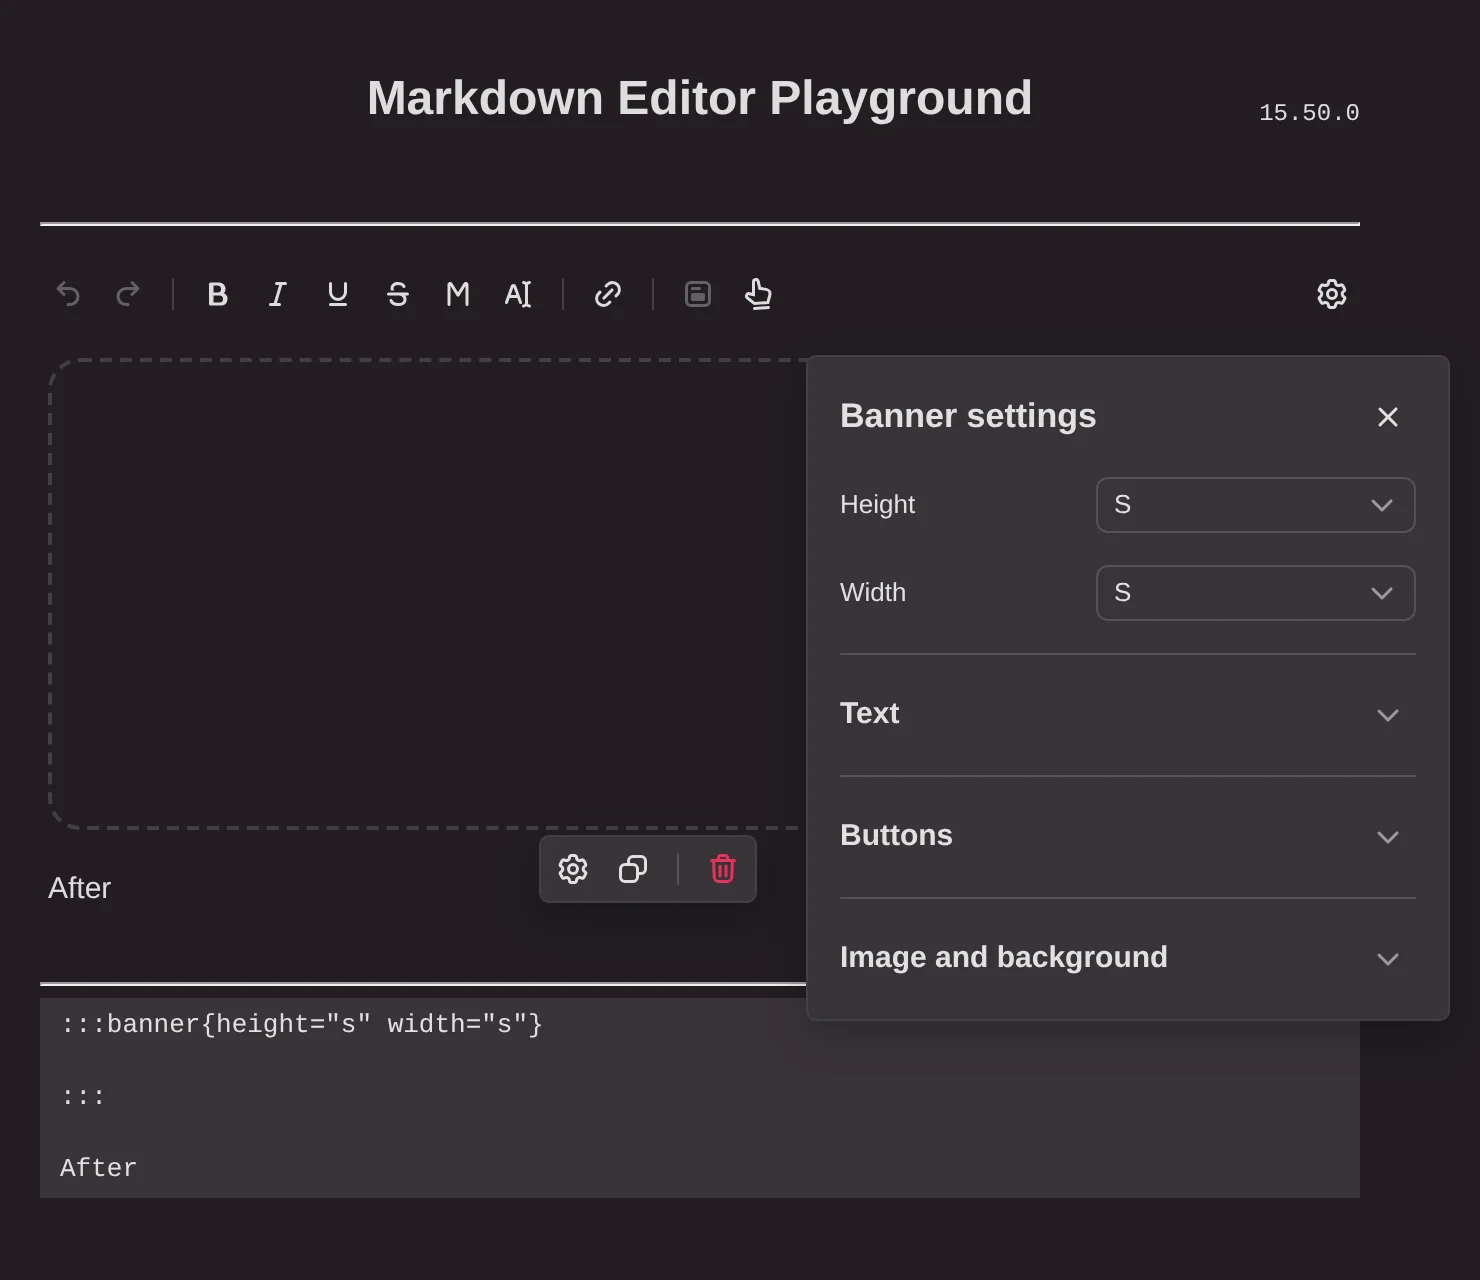 Markdown Editor Playground
15.50.0
Banner settings
Height
S
Width
S
Text
Buttons
Image and background
After
:::banner{height="s" width="s"}
:::
After